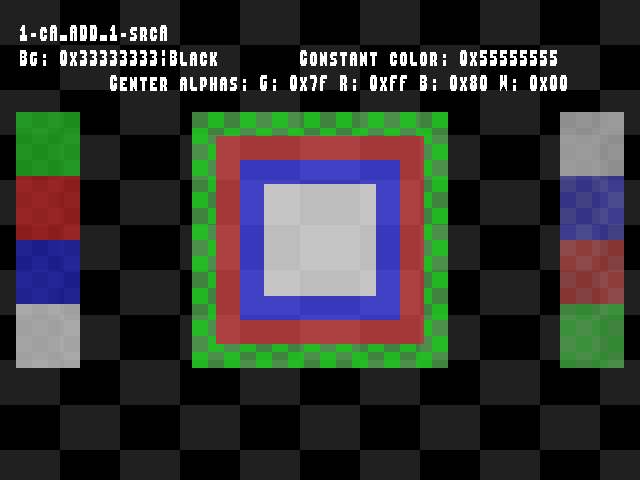 1-cA_ADD_1-srcA
Bg: 0x33333333¦Black Constant color: 0x55555555
Center alphas: G: 0x7f R: 0xff B: 0x80 W: 0x00